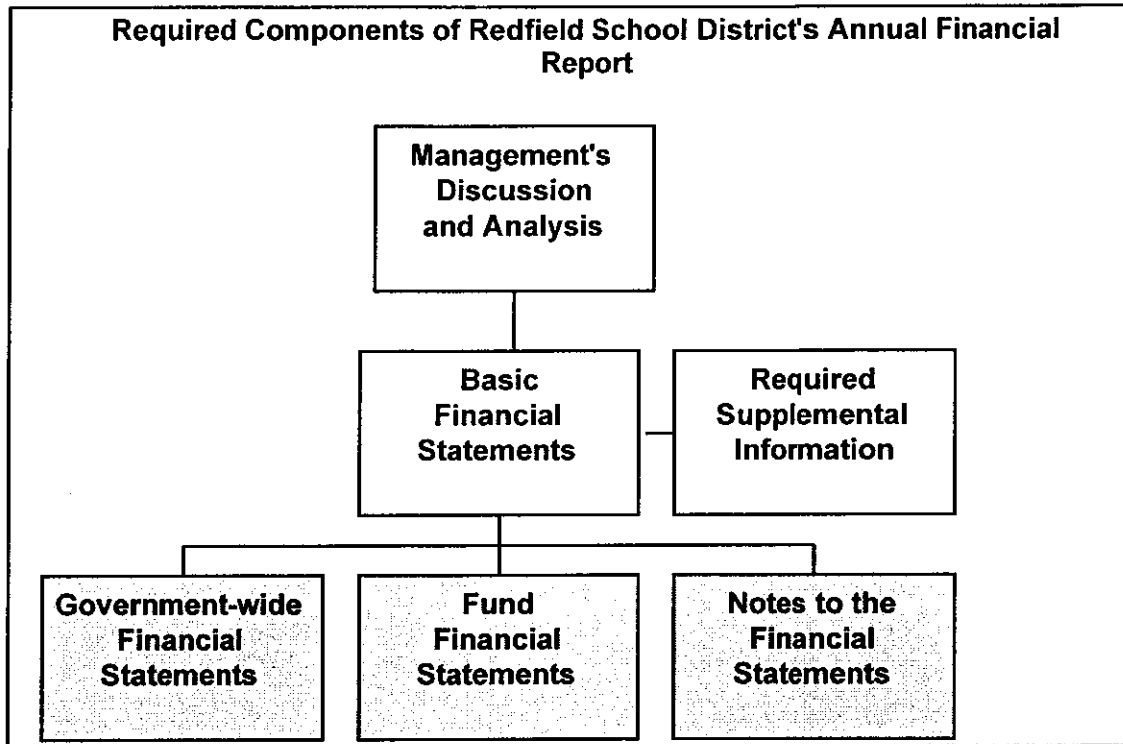 Required Components of Redfield School District's Annual Financial
Report
Management's
Discussion
and Analysis
Basic
Financial
Statements
Required
Supplemental
Information
Government-wide
Financial
Statements
Fund
Financial
Statements
Notes to the
Financial
Statements